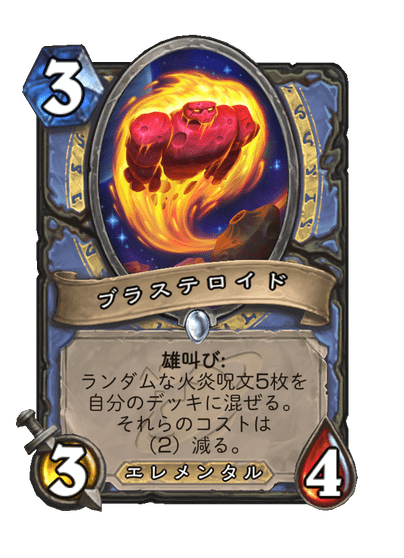 3
ブラステロイド
雄叫び:
ランダムな火炎呪文5枚を
自分のデッキに混ぜる。
それらのコストは
（2）減る。
3
エレメンタル
4